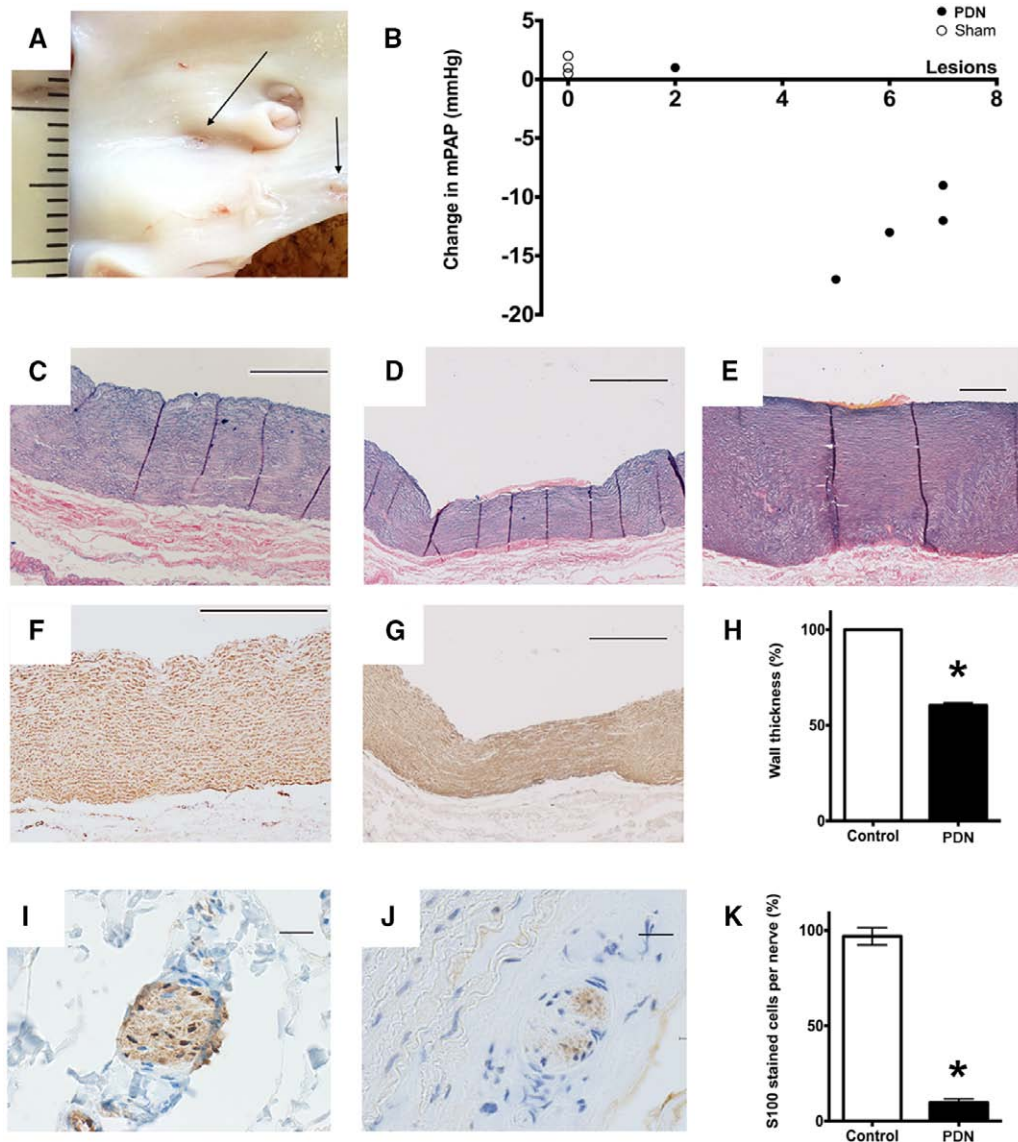 A
B
PDN
Sham
Change in mPAP (mmHg)
Lesions
5
0
-5
-10
-15
-20
0 2 4 6 8
C
D
E
F
G
H
Wall thickness (%)
100
50
0
*
Control PDN
I
J
K
S100 stained cells per nerve (%)
100
50
0
*
Control PDN